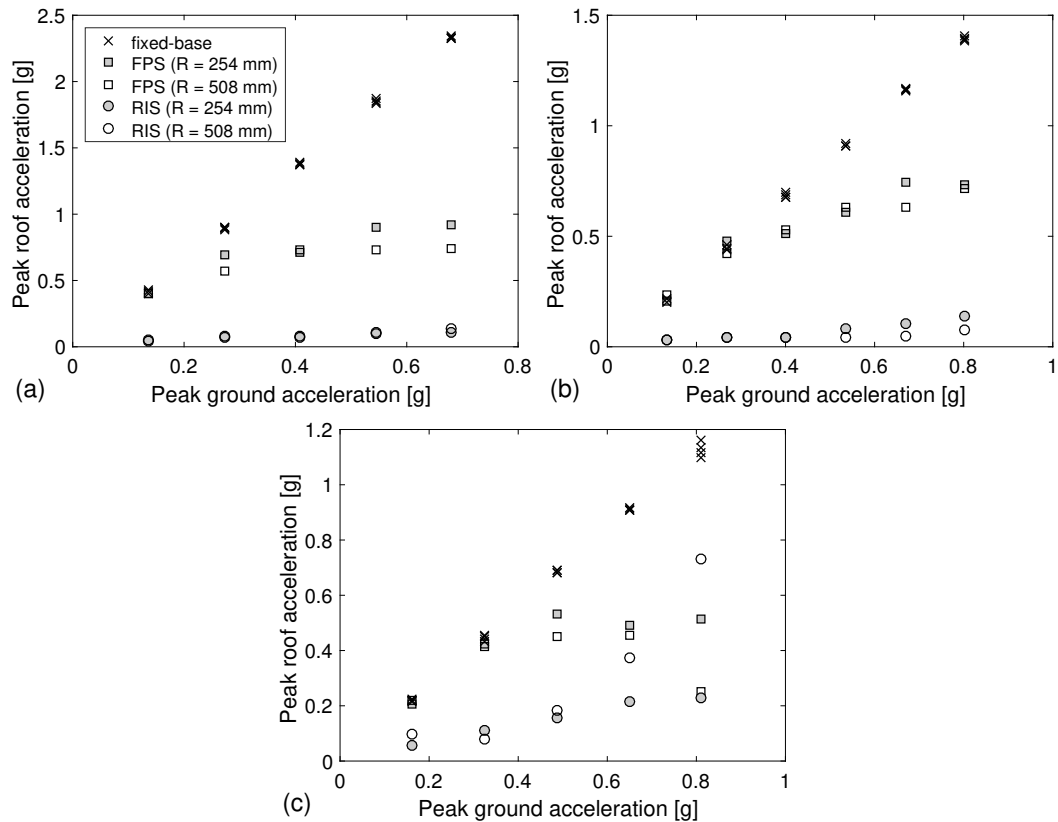 2.5
2
1.5
1
0.5
0
Peak roof acceleration [g]
fixed-base
FPS (R = 254 mm)
FPS (R = 508 mm)
RIS (R = 254 mm)
RIS (R = 508 mm)
0 0.2 0.4 0.6 0.8
Peak ground acceleration [g]
(a)
1.5
1
0.5
0
Peak roof acceleration [g]
0 0.2 0.4 0.6 0.8 1
Peak ground acceleration [g]
(b)
1.2
1
0.8
0.6
0.4
0.2
0
Peak roof acceleration [g]
0 0.2 0.4 0.6 0.8 1
Peak ground acceleration [g]
(c)